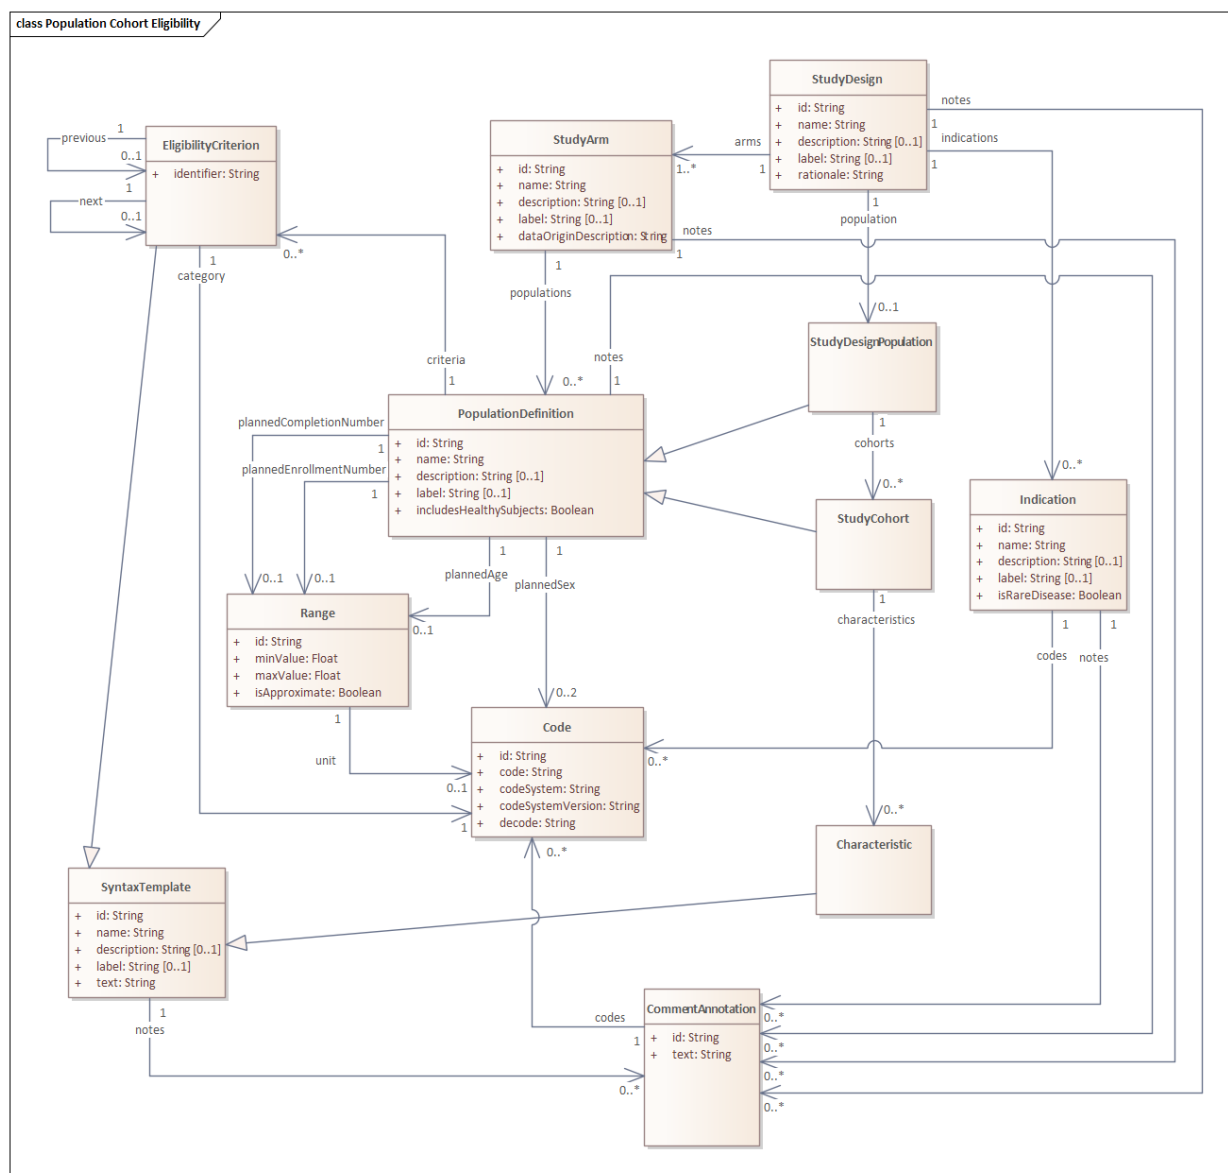 class Population Cohort Eligibility
StudyDesign
+ id: String
+ name: String
+ description: String [0..1]
+ label: String [0..1]
+ rationale: String
notes
1
indications
1
arms
1..*
1
1
population
0..1
StudyArm
+ id: String
+ name: String
+ description: String [0..1]
+ label: String [0..1]
+ dataOriginDescription: String
notes
1
1
populations
0..*
EligibilityCriterion
+ identifier: String
previous
1
0..1
next
1
0..1
1
category
0..*
criteria
1
notes
1
StudyDesignPopulation
1
cohorts
0..*
PopulationDefinition
+ id: String
+ name: String
+ description: String [0..1]
+ label: String [0..1]
+ includesHealthySubjects: Boolean
plannedCompletionNumber
1
plannedEnrollmentNumber
1
0..1
0..1
1
plannedAge
0..1
1
plannedSex
0..2
StudyCohort
1
characteristics
0..*
0..*
Indication
+ id: String
+ name: String
+ description: String [0..1]
+ label: String [0..1]
+ isRareDisease: Boolean
1
codes
1
notes
Range
+ id: String
+ minValue: Float
+ maxValue: Float
+ isApproximate: Boolean
1
unit
0..1
1
Code
+ id: String
+ code: String
+ codeSystem: String
+ codeSystemVersion: String
+ decode: String
0..*
0..*
Characteristic
SyntaxTemplate
+ id: String
+ name: String
+ description: String [0..1]
+ label: String [0..1]
+ text: String
1
notes
0..*
CommentAnnotation
+ id: String
+ text: String
codes
1
0..*
0..*
0..*
0..*